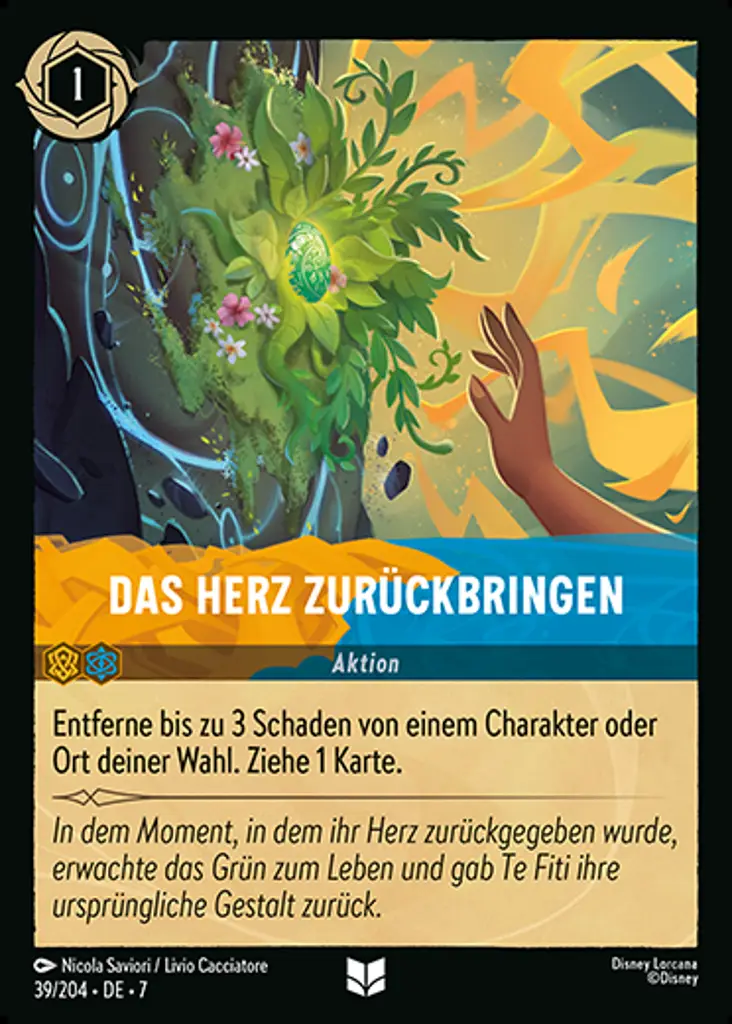 1
DAS HERZ ZURÜCKBRINGEN
Aktion
Entferne bis zu 3 Schaden von einem Charakter oder
Ort deiner Wahl. Ziehe 1 Karte.
In dem Moment, in dem ihr Herz zurückgegeben wurde,
erwachte das Grün zum Leben und gab Te Fiti ihre
ursprüngliche Gestalt zurück.
Nicola Saviori / Livio Cacciatore
39/204 • DE • 7
Disney Lorcana
©Disney